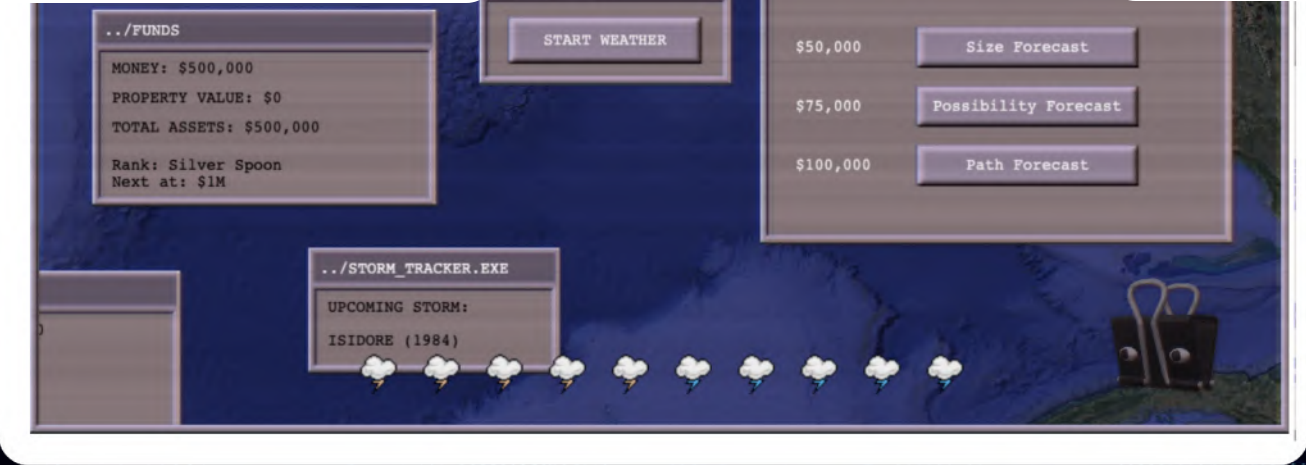 ../FUNDS
MONEY: $500,000
PROPERTY VALUE: $0
TOTAL ASSETS: $500,000
Rank: Silver Spoon
Next at: $1M
START WEATHER
$50,000 Size Forecast
$75,000 Possibility Forecast
$100,000 Path Forecast
../STORM_TRACKER.EXE
UPCOMING STORM:
ISIDORE (1984)